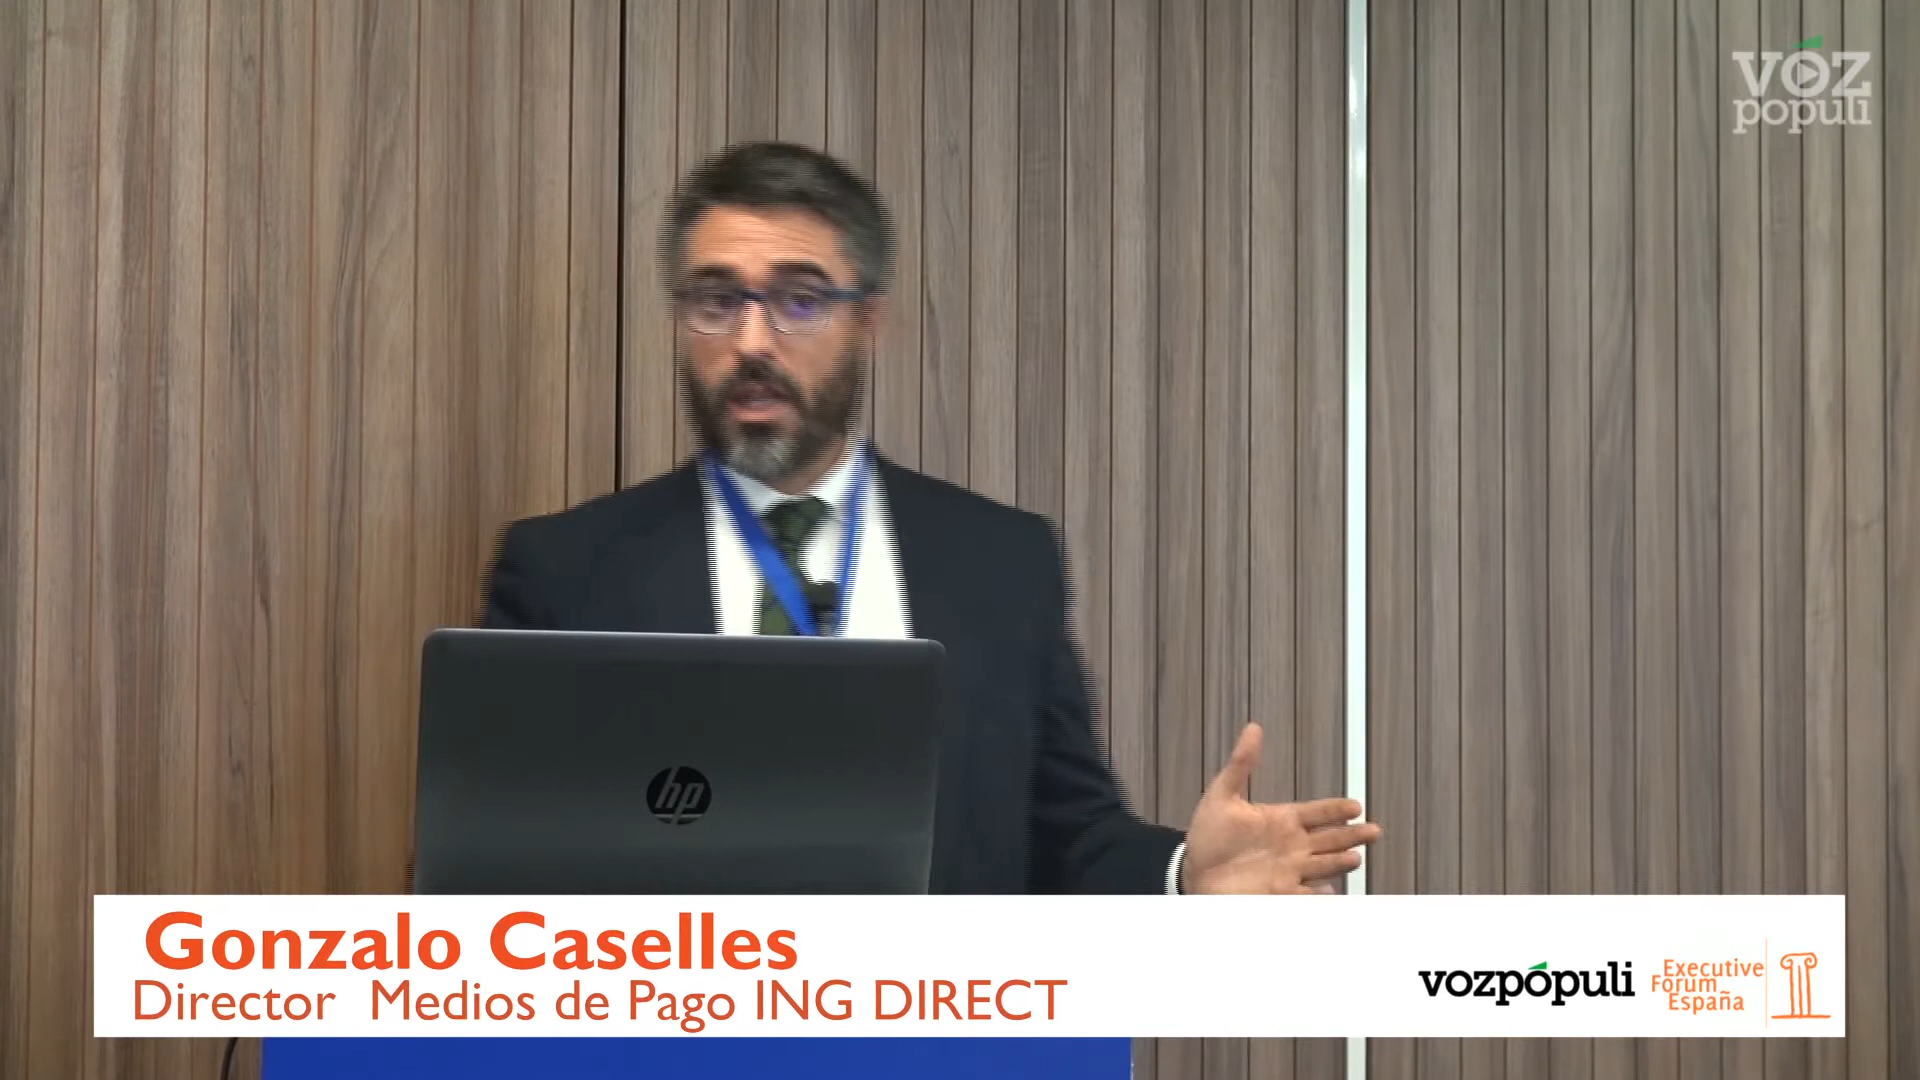 VOZ
populi
hp
Gonzalo Caselles
Director Medios de Pago ING DIRECT
vozpópuli
Executive
Forum
España